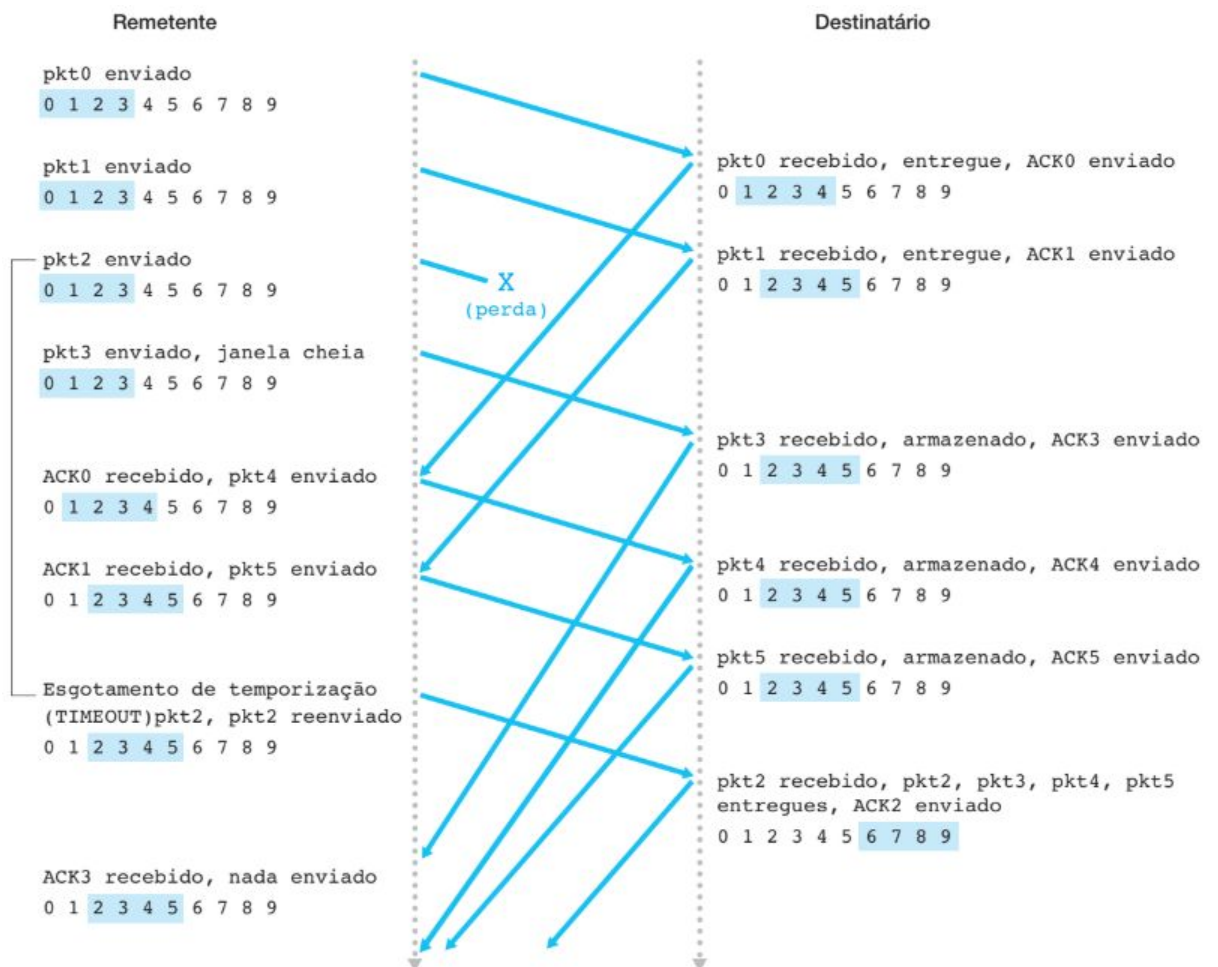 Remetente
Destinatário
pkt0 enviado
0 1 2 3 4 5 6 7 8 9
pkt1 enviado
0 1 2 3 4 5 6 7 8 9
pkt2 enviado
0 1 2 3 4 5 6 7 8 9
pkt3 enviado, janela cheia
0 1 2 3 4 5 6 7 8 9
ACK0 recebido, pkt4 enviado
0 1 2 3 4 5 6 7 8 9
ACK1 recebido, pkt5 enviado
0 1 2 3 4 5 6 7 8 9
Esgotamento de temporização
(TIMEOUT)pkt2, pkt2 reenviado
0 1 2 3 4 5 6 7 8 9
ACK3 recebido, nada enviado
0 1 2 3 4 5 6 7 8 9
X
(perda)
pkt0 recebido, entregue, ACK0 enviado
0 1 2 3 4 5 6 7 8 9
pkt1 recebido, entregue, ACK1 enviado
0 1 2 3 4 5 6 7 8 9
pkt3 recebido, armazenado, ACK3 enviado
0 1 2 3 4 5 6 7 8 9
pkt4 recebido, armazenado, ACK4 enviado
0 1 2 3 4 5 6 7 8 9
pkt5 recebido, armazenado, ACK5 enviado
0 1 2 3 4 5 6 7 8 9
pkt2 recebido, pkt2, pkt3, pkt4, pkt5
entregues, ACK2 enviado
0 1 2 3 4 5 6 7 8 9